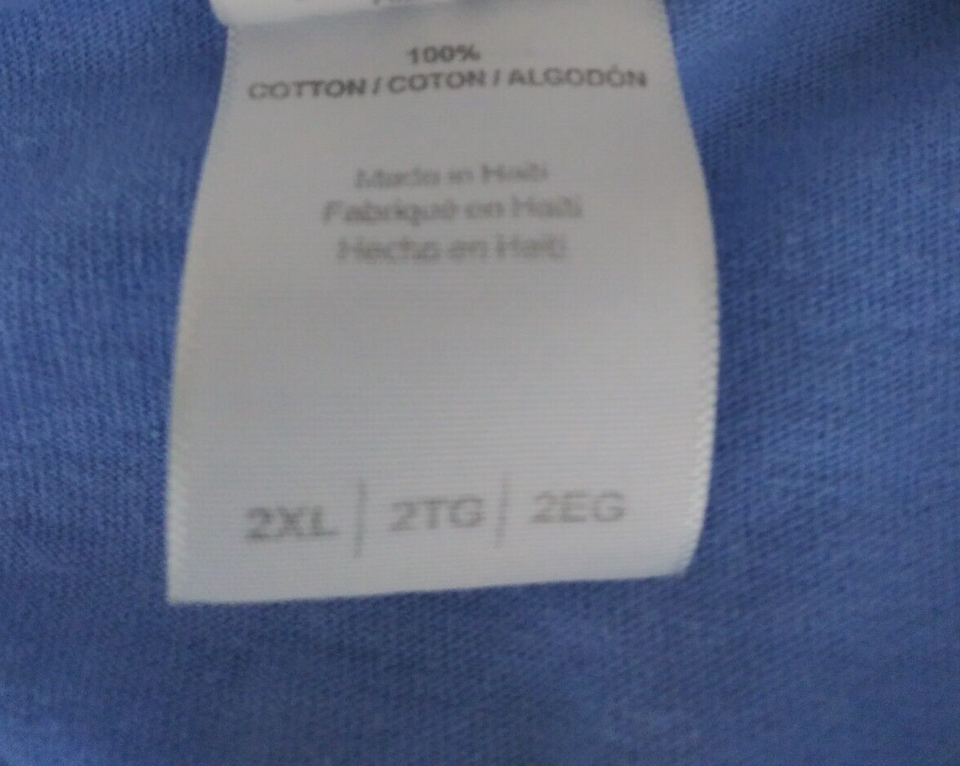 100%
COTTON / COTON / ALGODÓN
Made in Haiti
Fabriqué en Haïti
Hecho en Haití
2XL | 2TG | 2EG